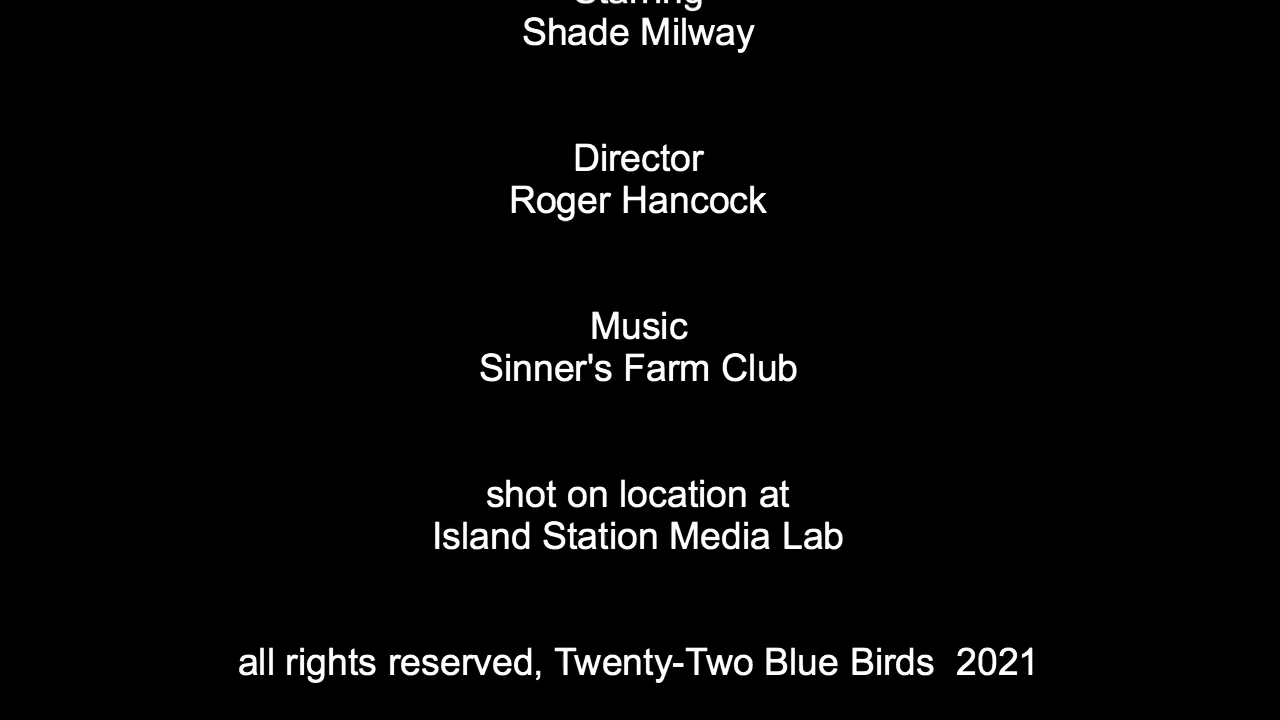 Starring
Shade Milway
Director
Roger Hancock
Music
Sinner's Farm Club
shot on location at
Island Station Media Lab
all rights reserved, Twenty-Two Blue Birds  2021